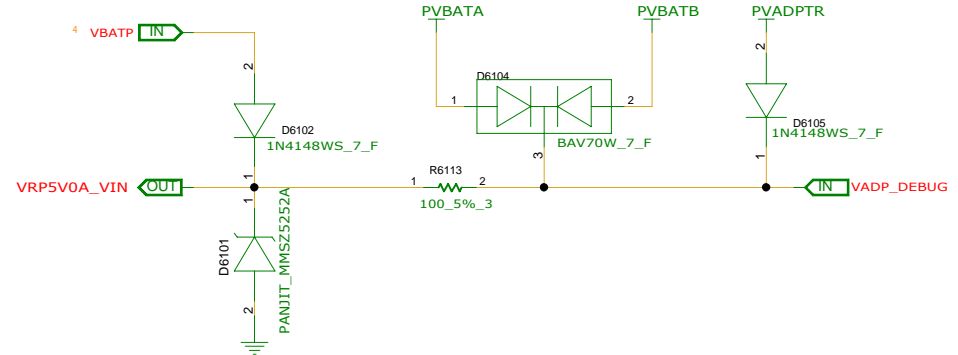 PVBATA
PVBATB
PVADPTR
4
VBATP
IN
2
D6104
1
2
2
D6102
1N4148WS_7_F
BAV70W_7_F
D6105
1N4148WS_7_F
3
1
1
VRP5V0A_VIN
OUT
1
R6113
2
IN
VADP_DEBUG
100_5%_3
1
D6101
PANJIT_MMSZ5252A
2